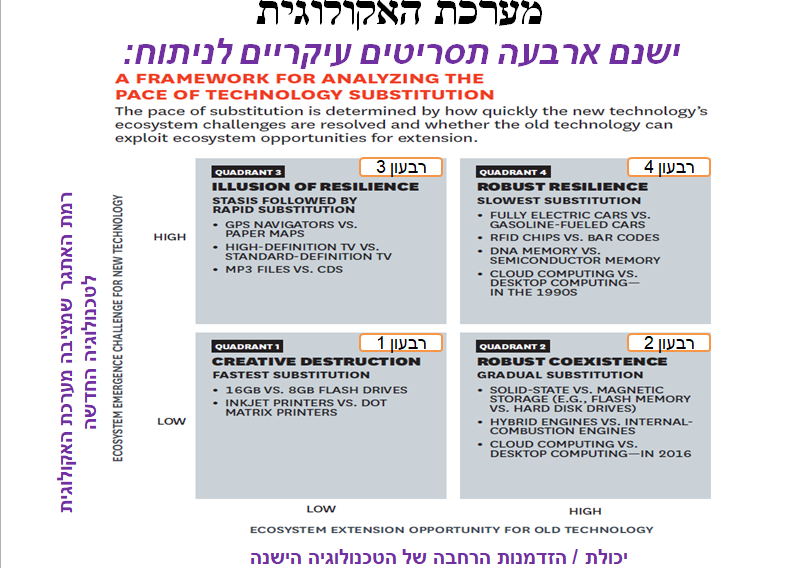 מערכת האקולוגית
ישנם ארבעה תסריטים עיקריים לניתוח:
A FRAMEWORK FOR ANALYZING THE
PACE OF TECHNOLOGY SUBSTITUTION
The pace of substitution is determined by how quickly the new technology's
ecosystem challenges are resolved and whether the old technology can
exploit ecosystem opportunities for extension.
רמת האתגר שמציבה מערכת האקולוגית
לטכנולוגיה החדשה
ECOSYSTEM EMERGENCE CHALLENGE FOR NEW TECHNOLOGY
HIGH
QUADRANT 3
רבעון 3
ILLUSION OF RESILIENCE
STASIS FOLLOWED BY
RAPID SUBSTITUTION
• GPS NAVIGATORS VS.
PAPER MAPS
• HIGH-DEFINITION TV VS.
STANDARD-DEFINITION TV
• MP3 FILES VS. CDS
QUADRANT 4
רבעון 4
ROBUST RESILIENCE
SLOWEST SUBSTITUTION
• FULLY ELECTRIC CARS VS.
GASOLINE-FUELED CARS
• RFID CHIPS VS. BAR CODES
• DNA MEMORY VS.
SEMICONDUCTOR MEMORY
• CLOUD COMPUTING VS.
DESKTOP COMPUTING—
IN THE 1990S
LOW
QUADRANT 1
רבעון 1
CREATIVE DESTRUCTION
FASTEST SUBSTITUTION
• 16GB VS. 8GB FLASH DRIVES
• INKJET PRINTERS VS. DOT
MATRIX PRINTERS
QUADRANT 2
רבעון 2
ROBUST COEXISTENCE
GRADUAL SUBSTITUTION
• SOLID-STATE VS. MAGNETIC
STORAGE (E.G., FLASH MEMORY
VS. HARD DISK DRIVES)
• HYBRID ENGINES VS. INTERNAL-
COMBUSTION ENGINES
• CLOUD COMPUTING VS.
DESKTOP COMPUTING—IN 2016
LOW
HIGH
ECOSYSTEM EXTENSION OPPORTUNITY FOR OLD TECHNOLOGY
יכולת / הזדמנות הרחבה של הטכנולוגיה הישנה